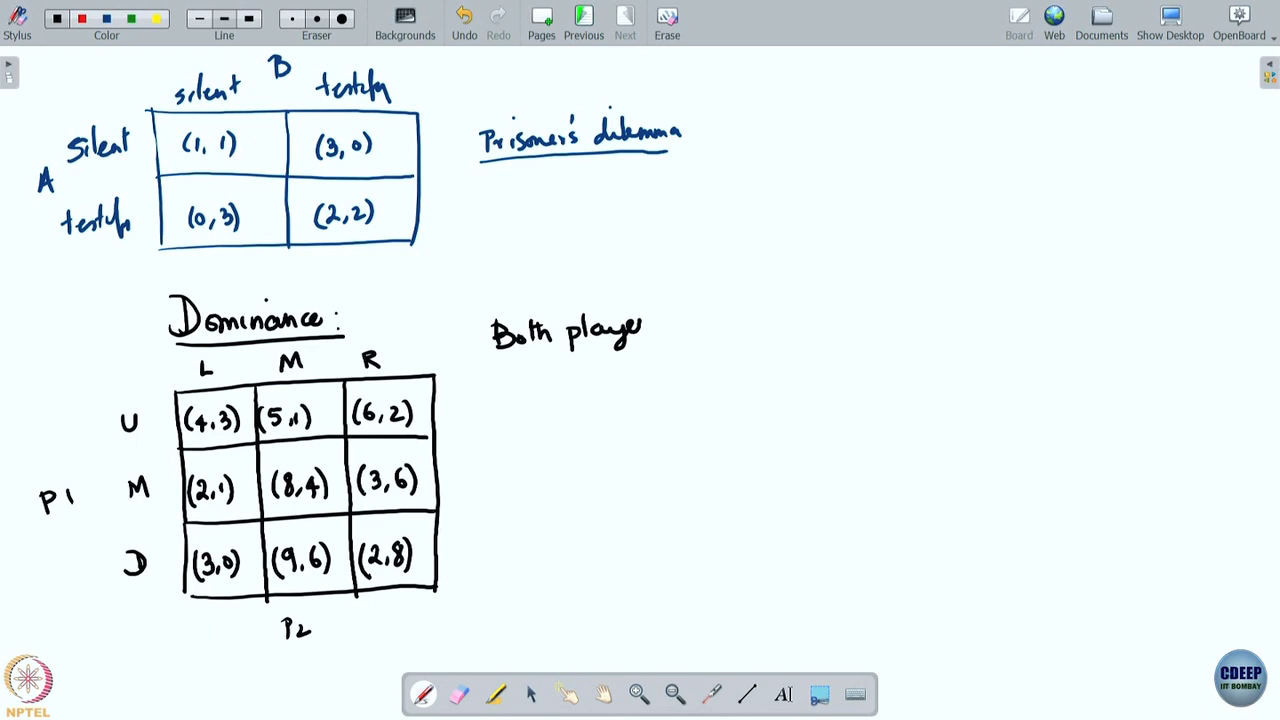 Stylus Color Line Eraser Backgrounds Undo Redo Pages Previous Next Erase Board Web Documents Show Desktop OpenBoard
B
silent testify
Silent (1, 1) (3, 0) Prisoner's dilemma
A
testify (0, 3) (2, 2)
Dominance: Both player
L M R
U (4, 3) (5, 1) (6, 2)
P1 M (2, 1) (8, 4) (3, 6)
D (3, 0) (9, 6) (2, 8)
P2
NPTEL
CDEEP
IIT BOMBAY